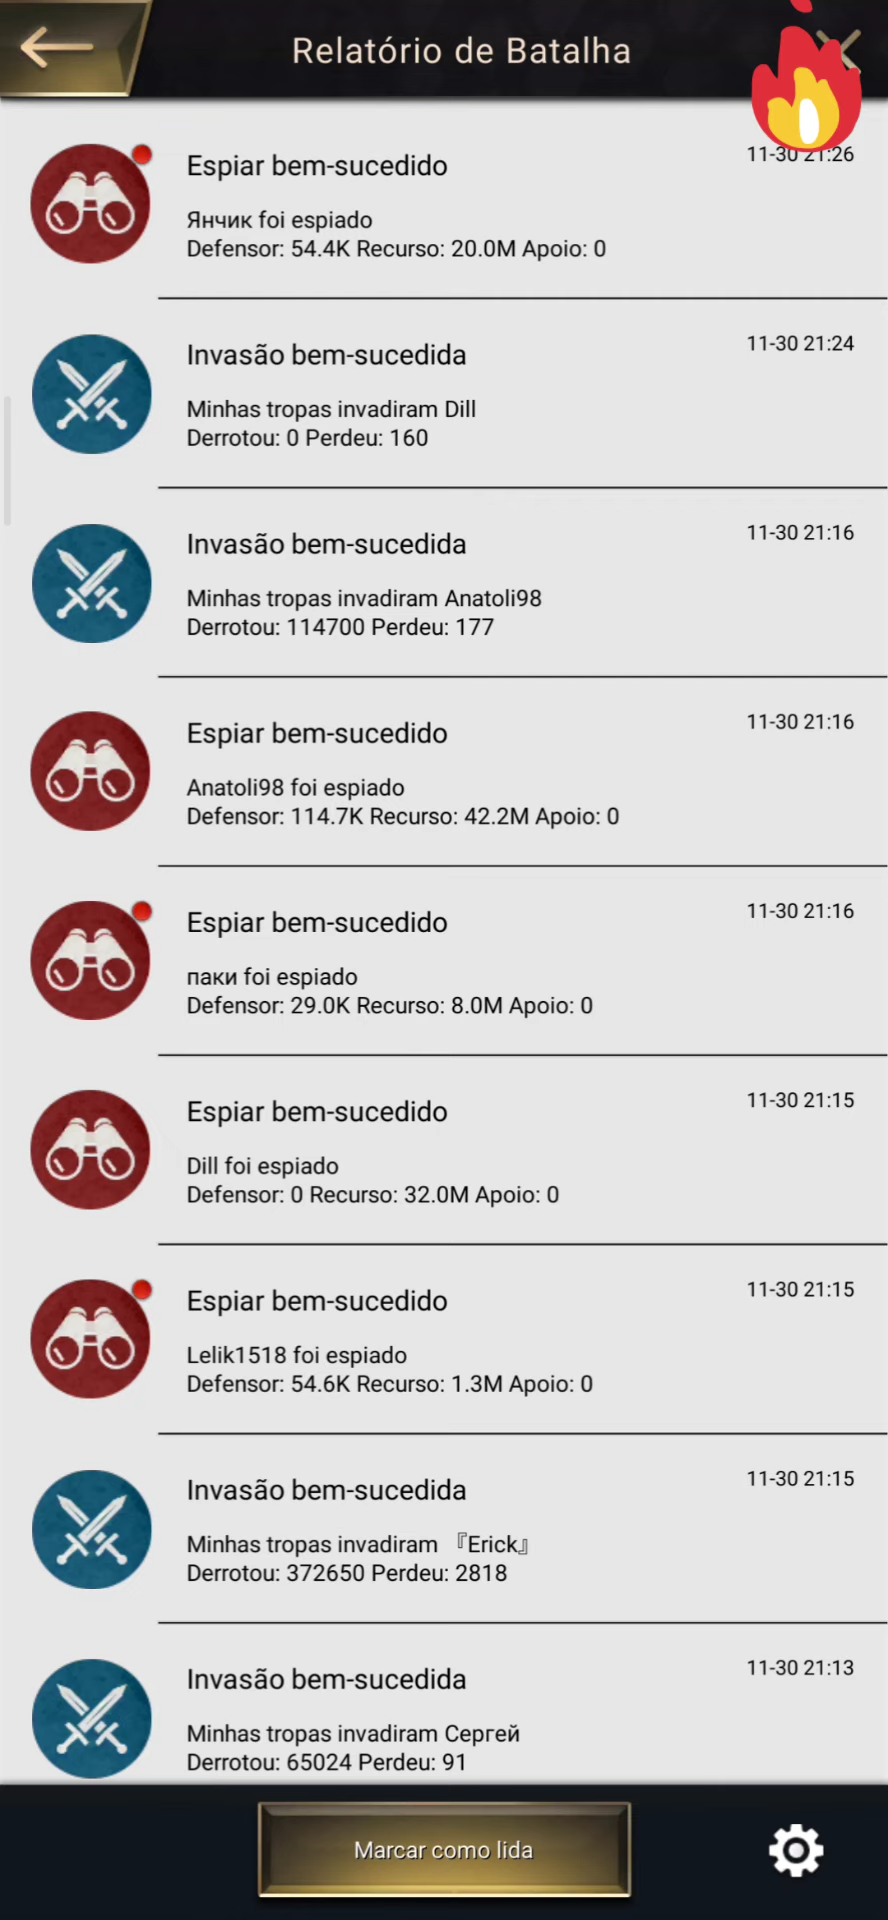 Relatório de Batalha
Espiar bem-sucedido
11-30 21:26
Янчик foi espiado
Defensor: 54.4K Recurso: 20.0M Apoio: 0
Invasão bem-sucedida
11-30 21:24
Minhas tropas invadiram Dill
Derrotou: 0 Perdeu: 160
Invasão bem-sucedida
11-30 21:16
Minhas tropas invadiram Anatoli98
Derrotou: 114700 Perdeu: 177
Espiar bem-sucedido
11-30 21:16
Anatoli98 foi espiado
Defensor: 114.7K Recurso: 42.2M Apoio: 0
Espiar bem-sucedido
11-30 21:16
паки foi espiado
Defensor: 29.0K Recurso: 8.0M Apoio: 0
Espiar bem-sucedido
11-30 21:15
Dill foi espiado
Defensor: 0 Recurso: 32.0M Apoio: 0
Espiar bem-sucedido
11-30 21:15
Lelik1518 foi espiado
Defensor: 54.6K Recurso: 1.3M Apoio: 0
Invasão bem-sucedida
11-30 21:15
Minhas tropas invadiram 『Erick』
Derrotou: 372650 Perdeu: 2818
Invasão bem-sucedida
11-30 21:13
Minhas tropas invadiram Сергей
Derrotou: 65024 Perdeu: 91
Marcar como lida